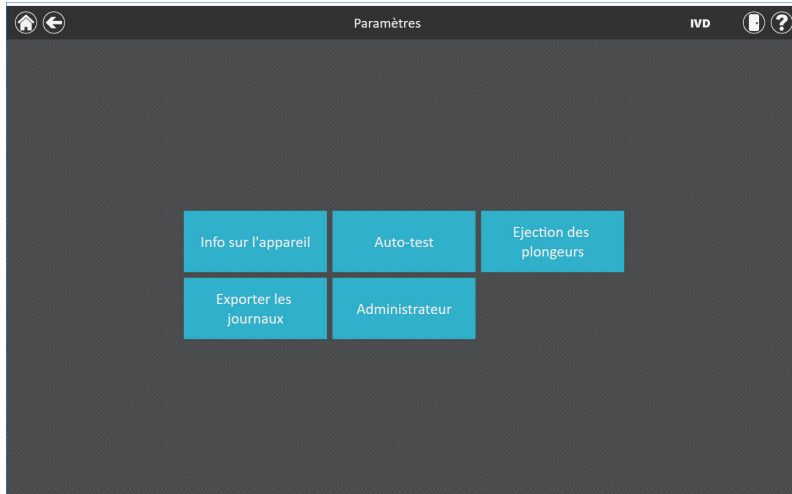 Paramètres
IVD
Info sur l'appareil
Auto-test
Ejection des
plongeurs
Exporter les
journaux
Administrateur